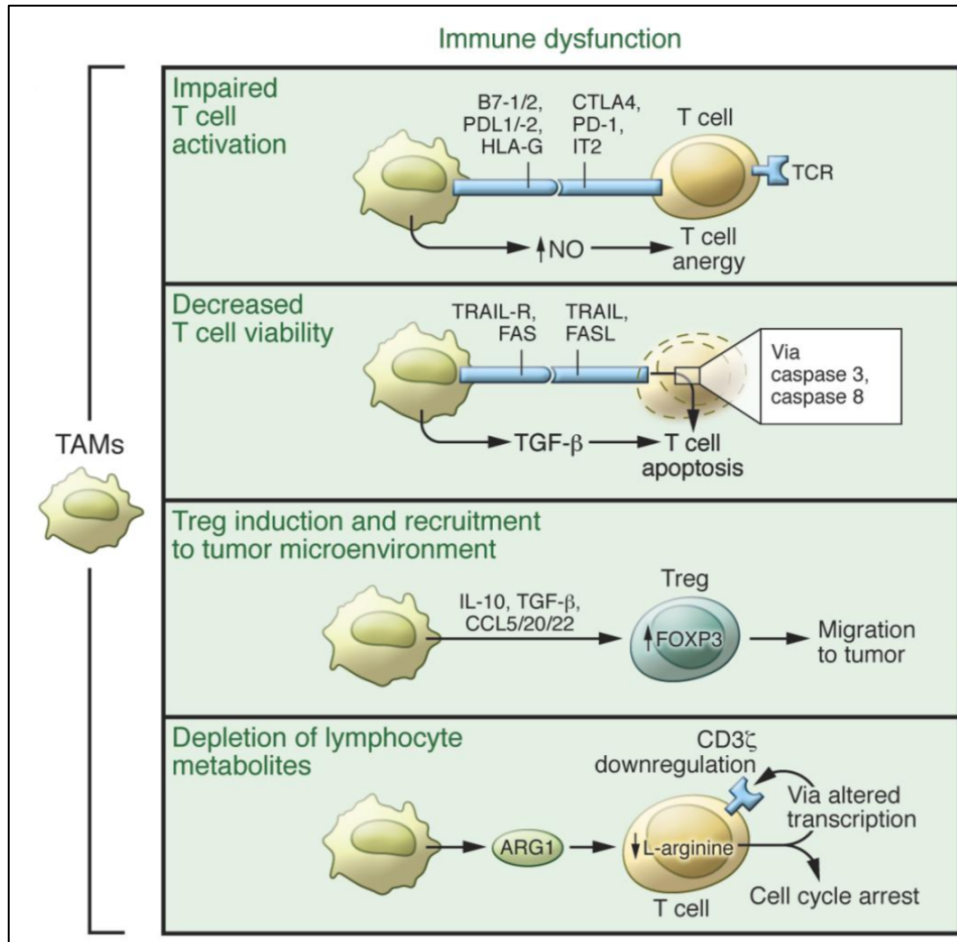 Immune dysfunction
TAMs
Impaired
T cell
activation
B7-1/2,
PDL1/-2,
HLA-G
CTLA4,
PD-1,
IT2
T cell
TCR
↑NO
T cell
anergy
Decreased
T cell viability
TRAIL-R,
FAS
TRAIL,
FASL
Via
caspase 3,
caspase 8
TGF-β
T cell
apoptosis
Treg induction and recruitment
to tumor microenvironment
IL-10, TGF-β,
CCL5/20/22
Treg
↑FOXP3
Migration
to tumor
Depletion of lymphocyte
metabolites
ARG1
CD3ζ
downregulation
↓L-arginine
T cell
Via altered
transcription
Cell cycle arrest